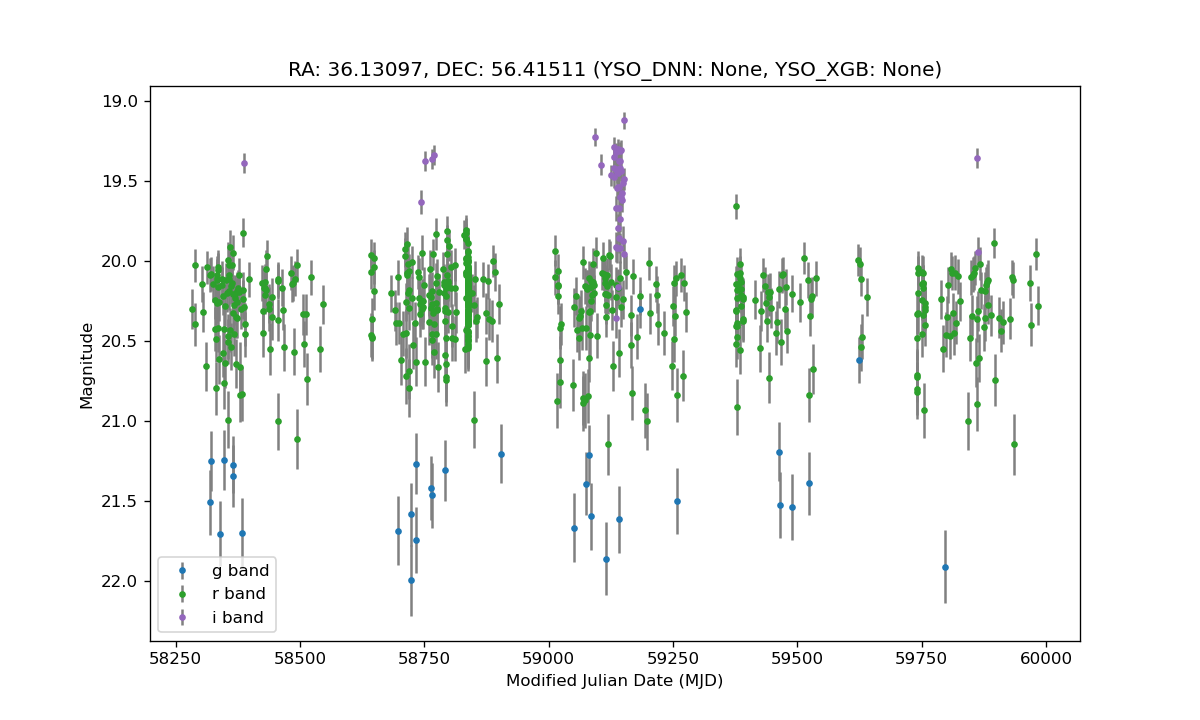 RA: 36.13097, DEC: 56.41511 (YSO_DNN: None, YSO_XGB: None)
19.0
19.5
20.0
20.5
21.0
21.5
22.0
Magnitude
g band
r band
i band
58250 58500 58750 59000 59250 59500 59750 60000
Modified Julian Date (MJD)